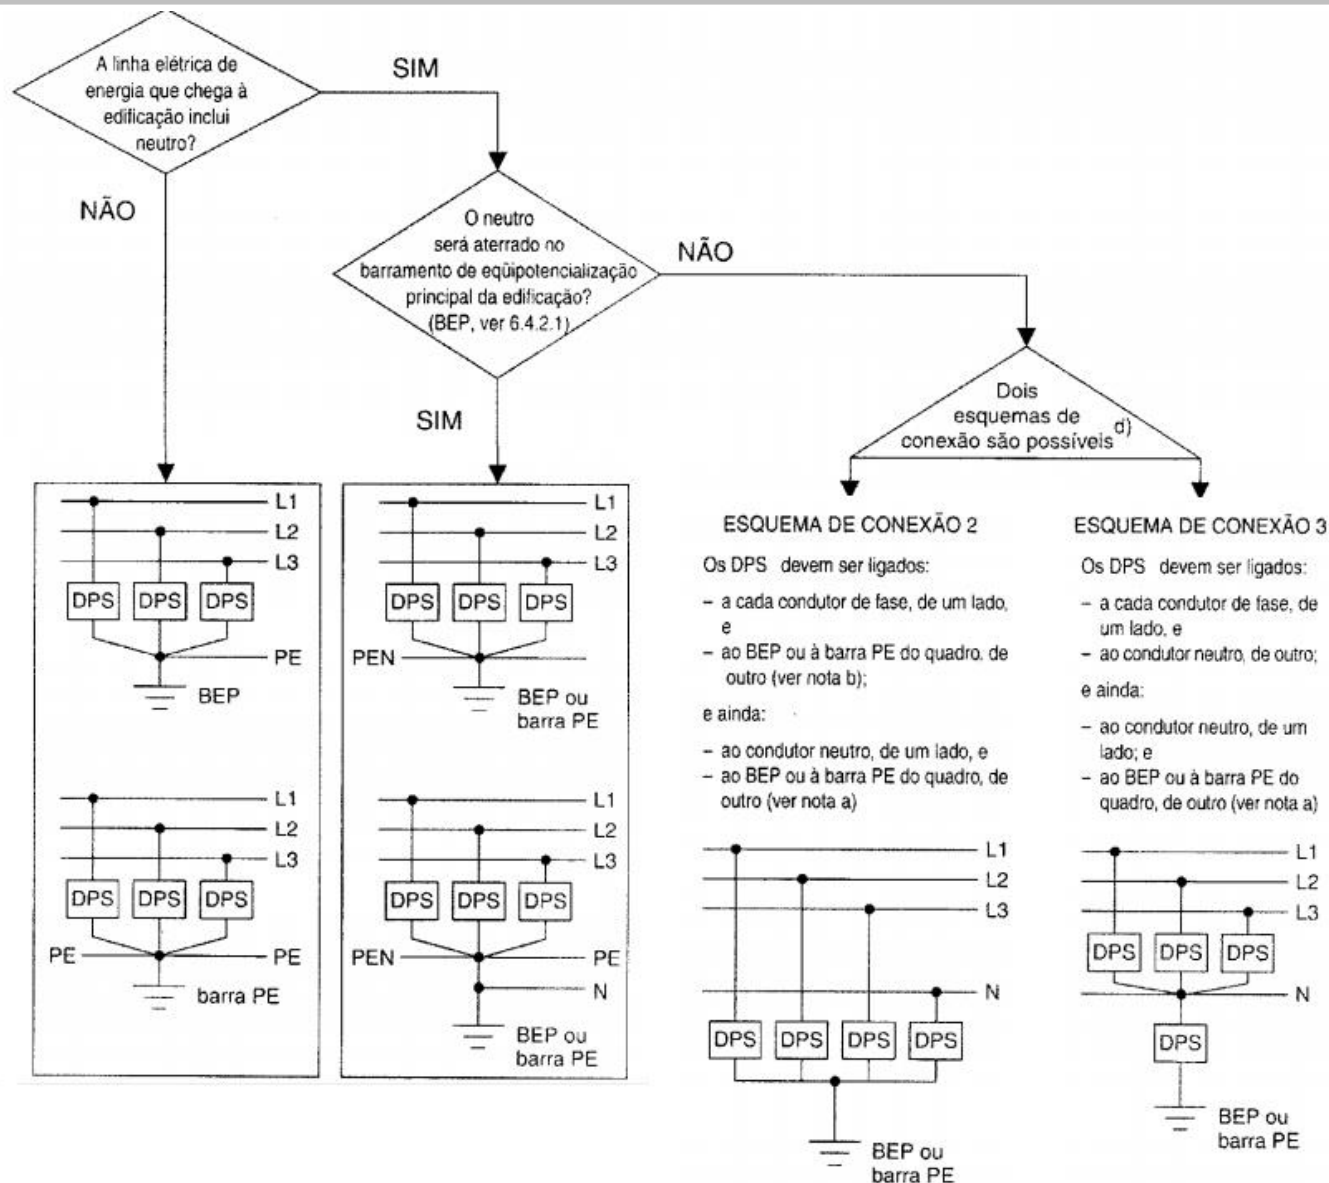 A linha elétrica de
energia que chega à
edificação inclui
neutro?
SIM
NÃO
O neutro
será aterrado no
barramento de eqüipotencialização
principal da edificação?
(BEP, ver 6.4.2.1)
NÃO
SIM
Dois
esquemas de
conexão são possíveis d)
L1
L2
L3
DPS DPS DPS
PE
BEP
L1
L2
L3
DPS DPS DPS
PE PE
barra PE
L1
L2
L3
DPS DPS DPS
PEN
BEP ou
barra PE
L1
L2
L3
DPS DPS DPS
PEN PE
N
BEP ou
barra PE
ESQUEMA DE CONEXÃO 2
Os DPS devem ser ligados:
– a cada condutor de fase, de um lado,
e
– ao BEP ou à barra PE do quadro, de
outro (ver nota b);
e ainda:
– ao condutor neutro, de um lado, e
– ao BEP ou à barra PE do quadro, de
outro (ver nota a)
L1
L2
L3
N
DPS DPS DPS DPS
BEP ou
barra PE
ESQUEMA DE CONEXÃO 3
Os DPS devem ser ligados:
– a cada condutor de fase, de
um lado, e
– ao condutor neutro, de outro;
e ainda:
– ao condutor neutro, de um
lado; e
– ao BEP ou à barra PE do
quadro, de outro (ver nota a)
L1
L2
L3
DPS DPS DPS
N
DPS
BEP ou
barra PE